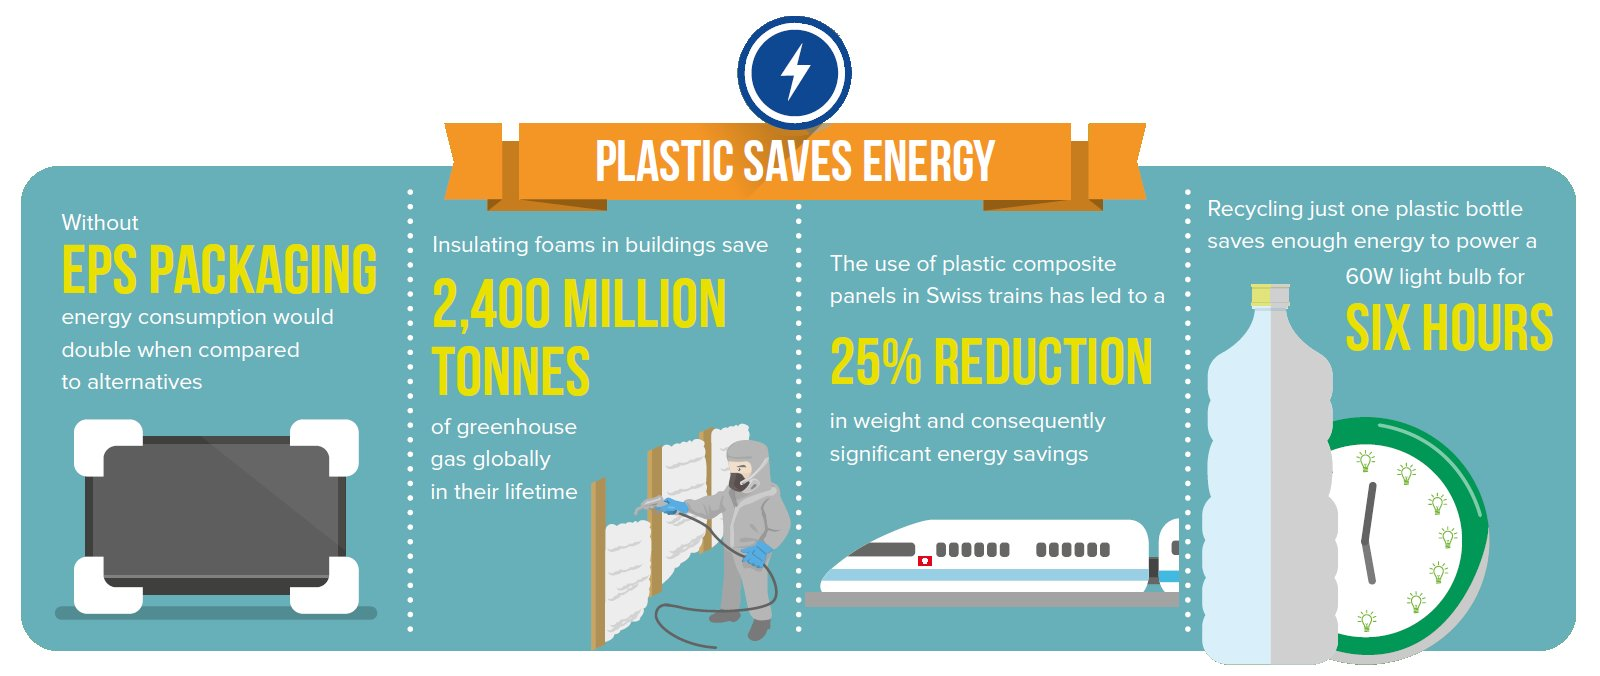 PLASTIC SAVES ENERGY
Without
EPS PACKAGING
energy consumption would
double when compared
to alternatives
Insulating foams in buildings save
2,400 MILLION
TONNES
of greenhouse
gas globally
in their lifetime
The use of plastic composite
panels in Swiss trains has led to a
25% REDUCTION
in weight and consequently
significant energy savings
Recycling just one plastic bottle
saves enough energy to power a
60W light bulb for
SIX HOURS